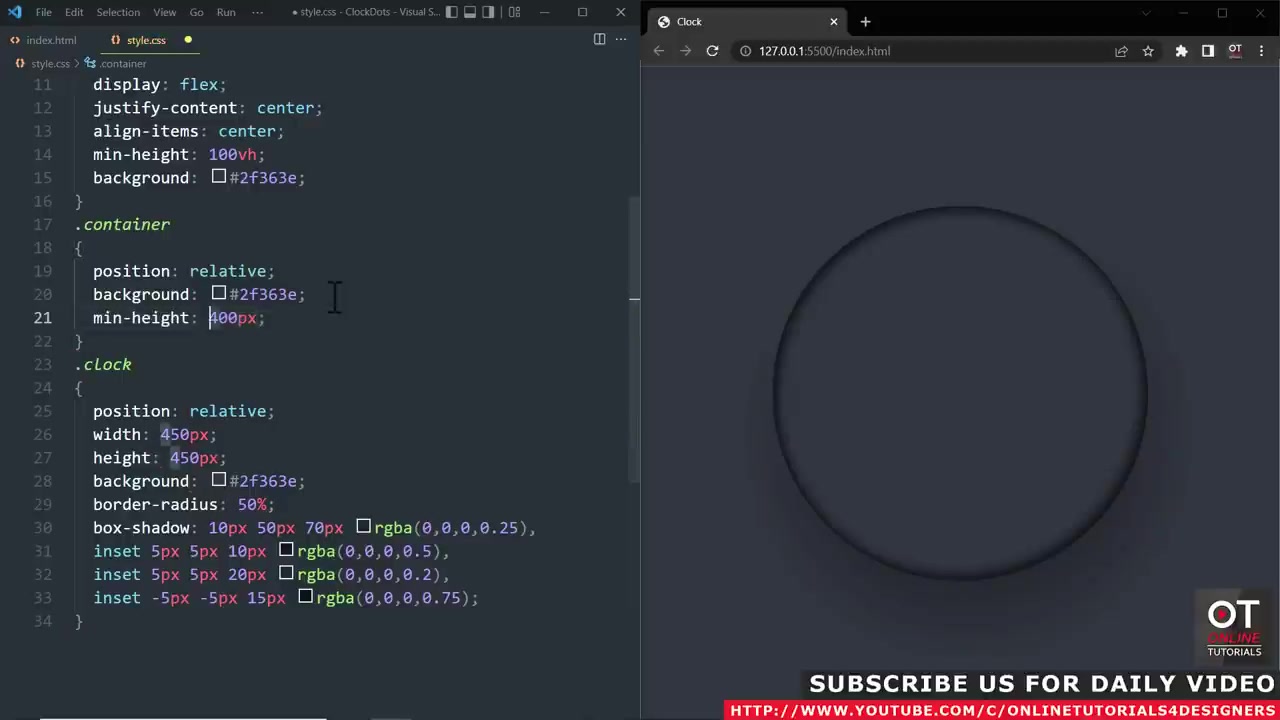 File Edit Selection View Go Run ··· ● style.css - ClockDots - Visual S...
Clock
index.html style.css
127.0.0.1:5500/index.html
style.css > .container
11 display: flex;
12 justify-content: center;
13 align-items: center;
14 min-height: 100vh;
15 background: #2f363e;
16 }
17 .container
18 {
19 position: relative;
20 background: #2f363e;
21 min-height: 400px;
22 }
23 .clock
24 {
25 position: relative;
26 width: 450px;
27 height: 450px;
28 background: #2f363e;
29 border-radius: 50%;
30 box-shadow: 10px 50px 70px rgba(0,0,0,0.25),
31 inset 5px 5px 10px rgba(0,0,0,0.5),
32 inset 5px 5px 20px rgba(0,0,0,0.2),
33 inset -5px -5px 15px rgba(0,0,0,0.75);
34 }
OT
ONLINE
TUTORIALS
SUBSCRIBE US FOR DAILY VIDEO
HTTP://WWW.YOUTUBE.COM/C/ONLINETUTORIALS4DESIGNERS